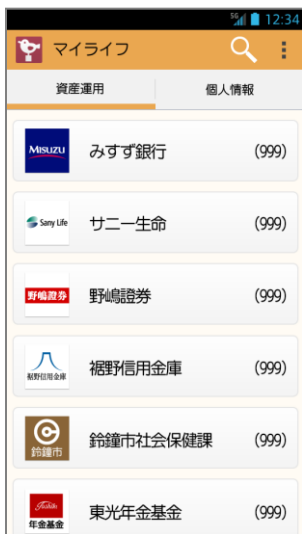 5G 12:34
マイライフ
資産運用 個人情報
MISUZU みすず銀行 (999)
Sany Life サニー生命 (999)
野嶋證券 野嶋證券 (999)
裾野信用金庫 裾野信用金庫 (999)
鈴鐘市 鈴鐘市社会保健課 (999)
年金基金 東光年金基金 (999)